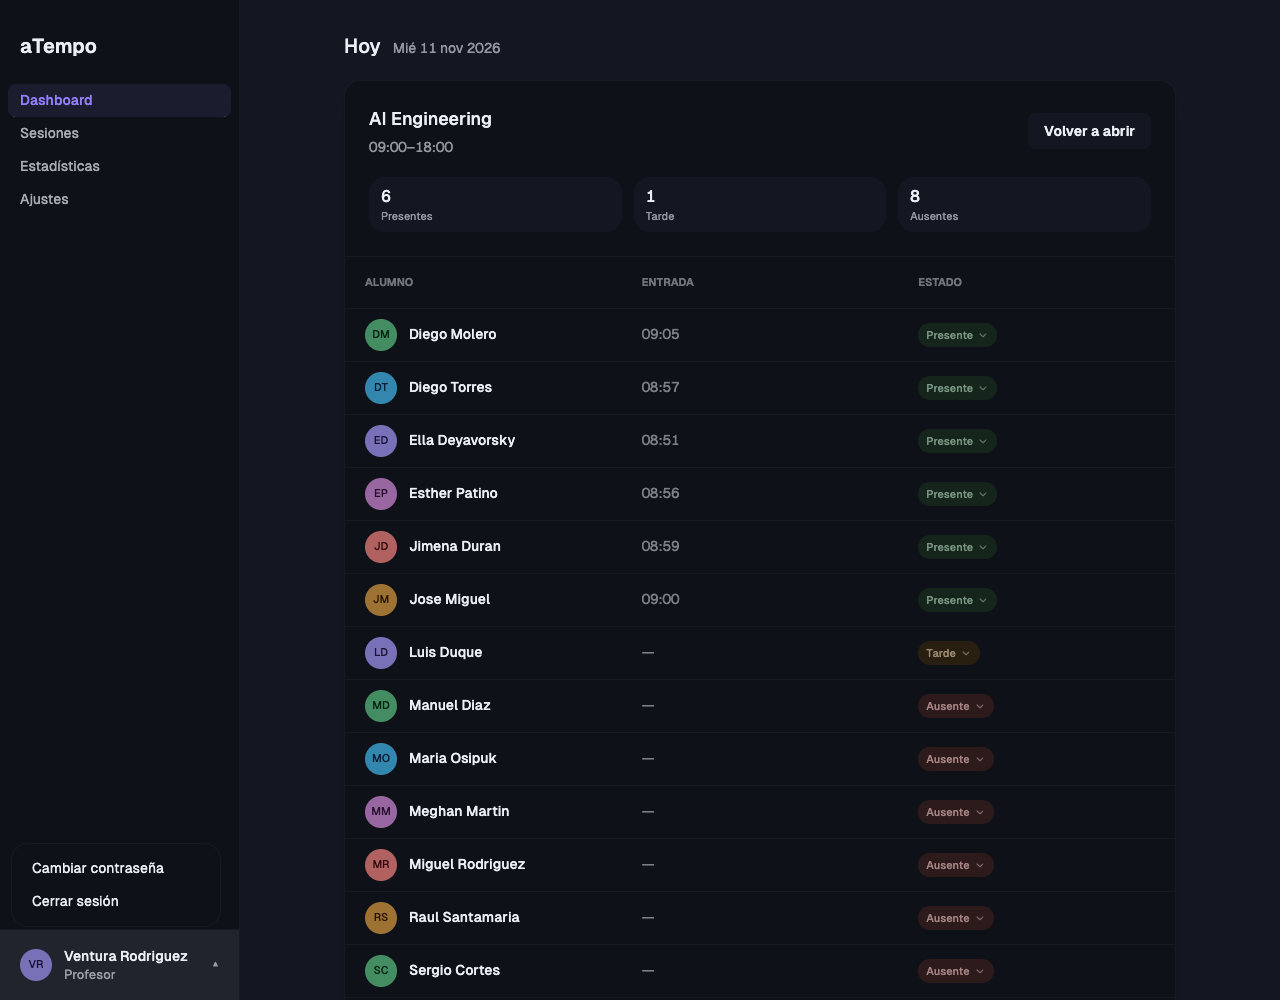 aTempo
Dashboard
Sesiones
Estadísticas
Ajustes
Cambiar contraseña
Cerrar sesión
VR
Ventura Rodriguez
Profesor
Hoy Mié 11 nov 2026
AI Engineering
09:00–18:00
Volver a abrir
6
Presentes
1
Tarde
8
Ausentes
ALUMNO ENTRADA ESTADO
DM Diego Molero 09:05 Presente
DT Diego Torres 08:57 Presente
ED Ella Deyavorsky 08:51 Presente
EP Esther Patino 08:56 Presente
JD Jimena Duran 08:59 Presente
JM Jose Miguel 09:00 Presente
LD Luis Duque — Tarde
MD Manuel Diaz — Ausente
MO Maria Osipuk — Ausente
MM Meghan Martin — Ausente
MR Miguel Rodriguez — Ausente
RS Raul Santamaria — Ausente
SC Sergio Cortes — Ausente